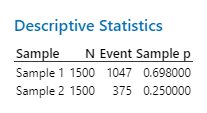 Descriptive Statistics
Sample N Event Sample p
Sample 1 1500 1047 0.698000
Sample 2 1500 375 0.250000